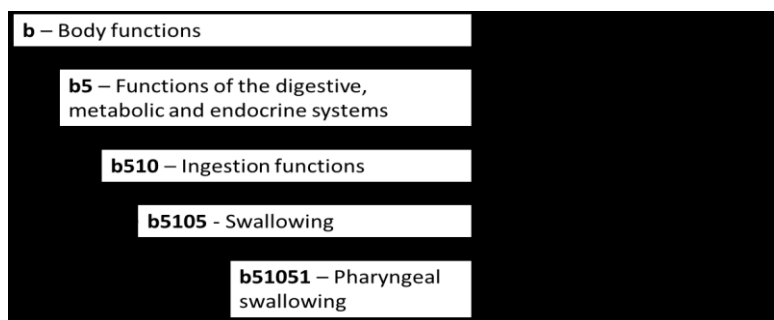 b – Body functions
b5 – Functions of the digestive,
metabolic and endocrine systems
b510 – Ingestion functions
b5105 - Swallowing
b51051 – Pharyngeal
swallowing